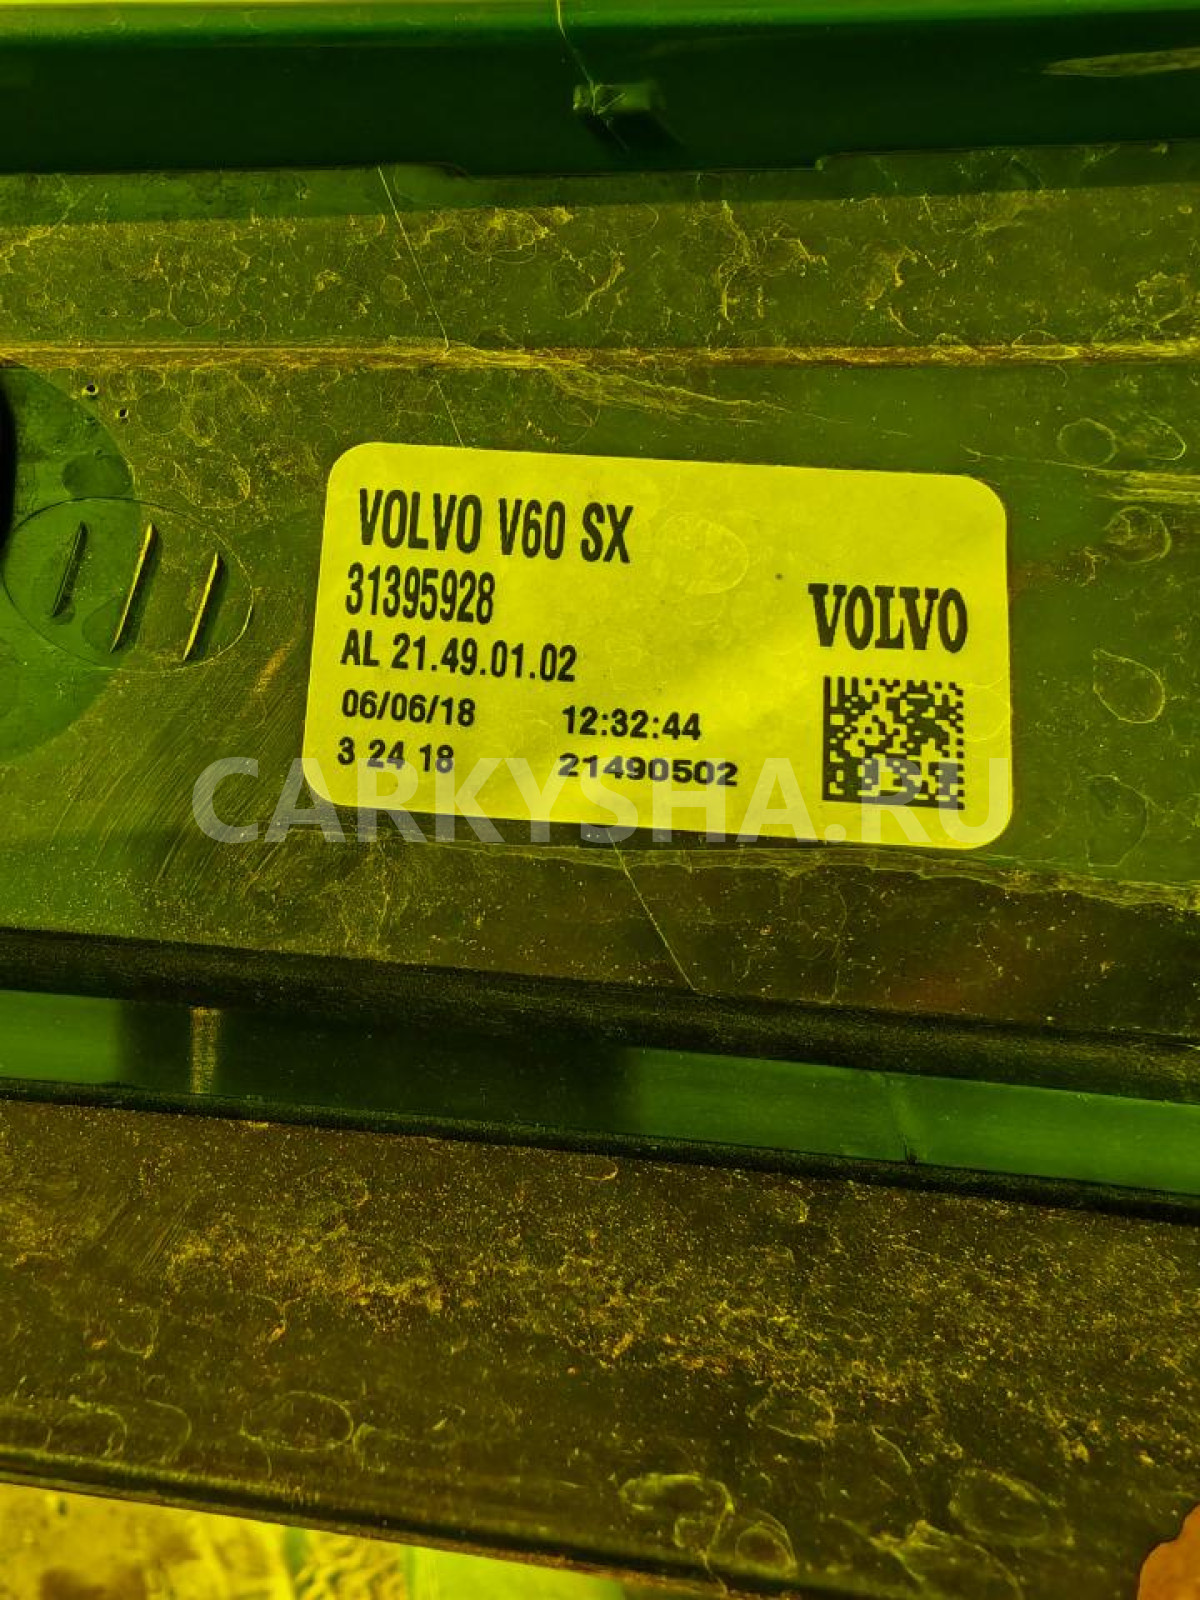 VOLVO V60 SX
31395928
VOLVO
AL 21.49.01.02
06/06/18 12:32:44
3 24 18 21490502
CARKYSHA.RU